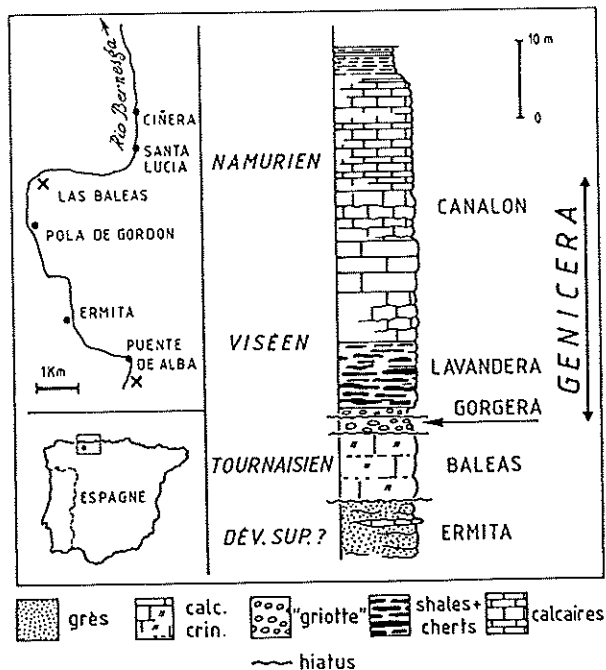 Rio Bernesga
CIÑERA
SANTA
LUCIA
LAS BALEAS
POLA DE GORDON
ERMITA
PUENTE
DE ALBA
1Km
ESPAGNE
NAMURIEN
VISÉEN
TOURNAISIEN
DÉV. SUP. ?
10 m
0
CANALON
LAVANDERA
GORGERA
BALEAS
ERMITA
GENICERA
grès
calc.
crin.
"griotte"
shales+
cherts
calcaires
hiatus